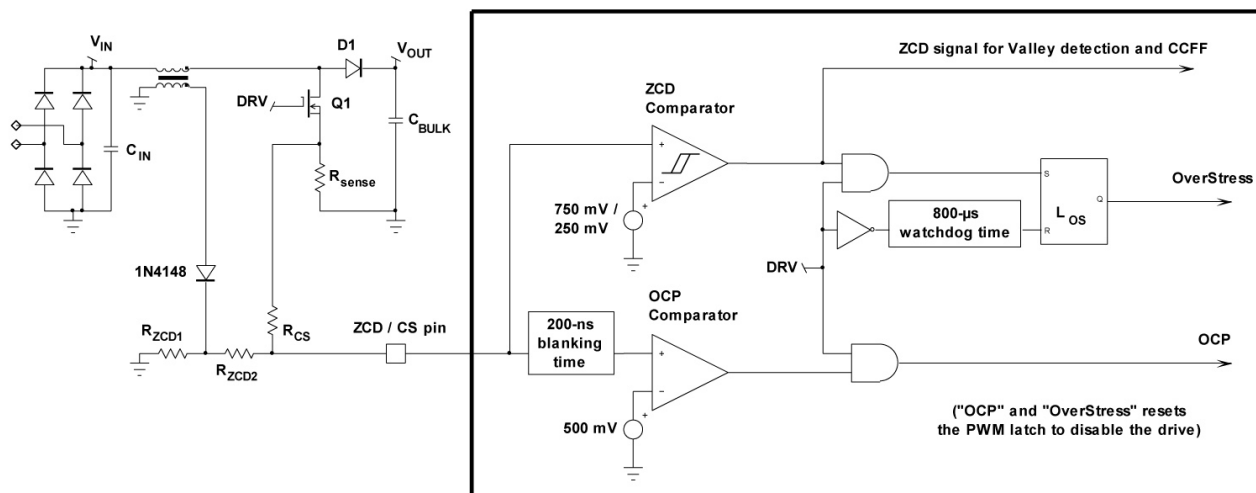 V_IN
D1
V_OUT
DRV
Q1
C_BULK
C_IN
R_sense
1N4148
R_ZCD1
R_ZCD2
R_CS
ZCD / CS pin
ZCD signal for Valley detection and CCFF
ZCD
Comparator
+
−
+
750 mV /
250 mV
S
R
Q
L_OS
OverStress
800-µs
watchdog time
DRV
OCP
Comparator
200-ns
blanking
time
+
−
+
500 mV
OCP
("OCP" and "OverStress" resets
the PWM latch to disable the drive)